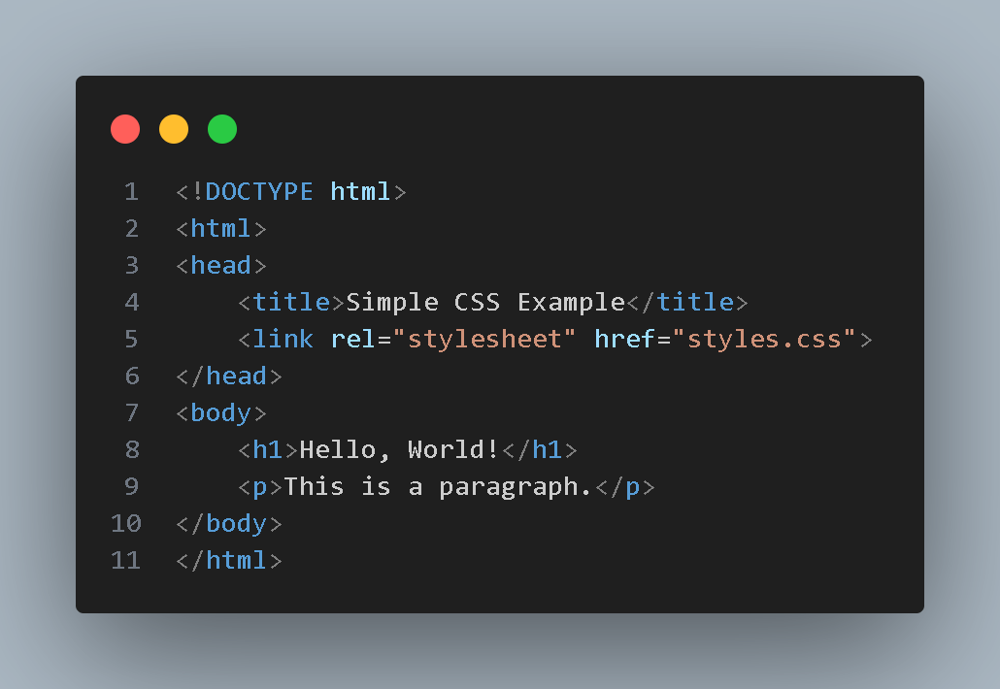 1 <!DOCTYPE html>
2 <html>
3 <head>
4     <title>Simple CSS Example</title>
5     <link rel="stylesheet" href="styles.css">
6 </head>
7 <body>
8     <h1>Hello, World!</h1>
9     <p>This is a paragraph.</p>
10 </body>
11 </html>